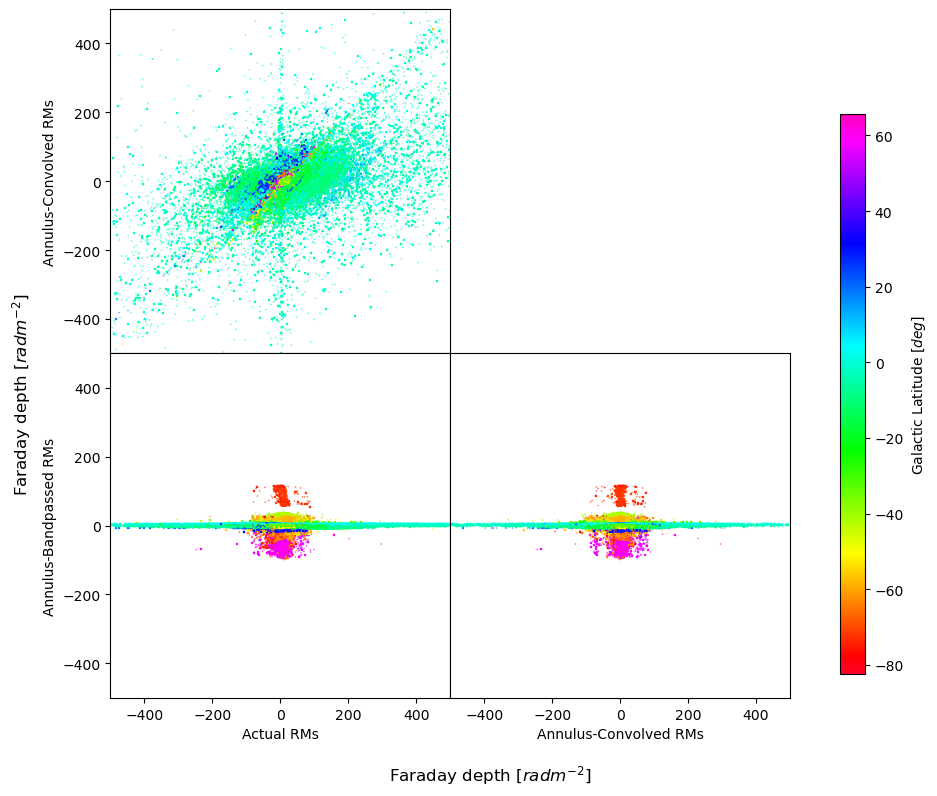 400
200
0
−200
−400
Annulus-Convolved RMs
400
200
0
−200
−400
Annulus-Bandpassed RMs
Faraday depth [radm⁻²]
−400 −200 0 200 400
Actual RMs
−400 −200 0 200 400
Annulus-Convolved RMs
Faraday depth [radm⁻²]
60
40
20
0
−20
−40
−60
−80
Galactic Latitude [deg]